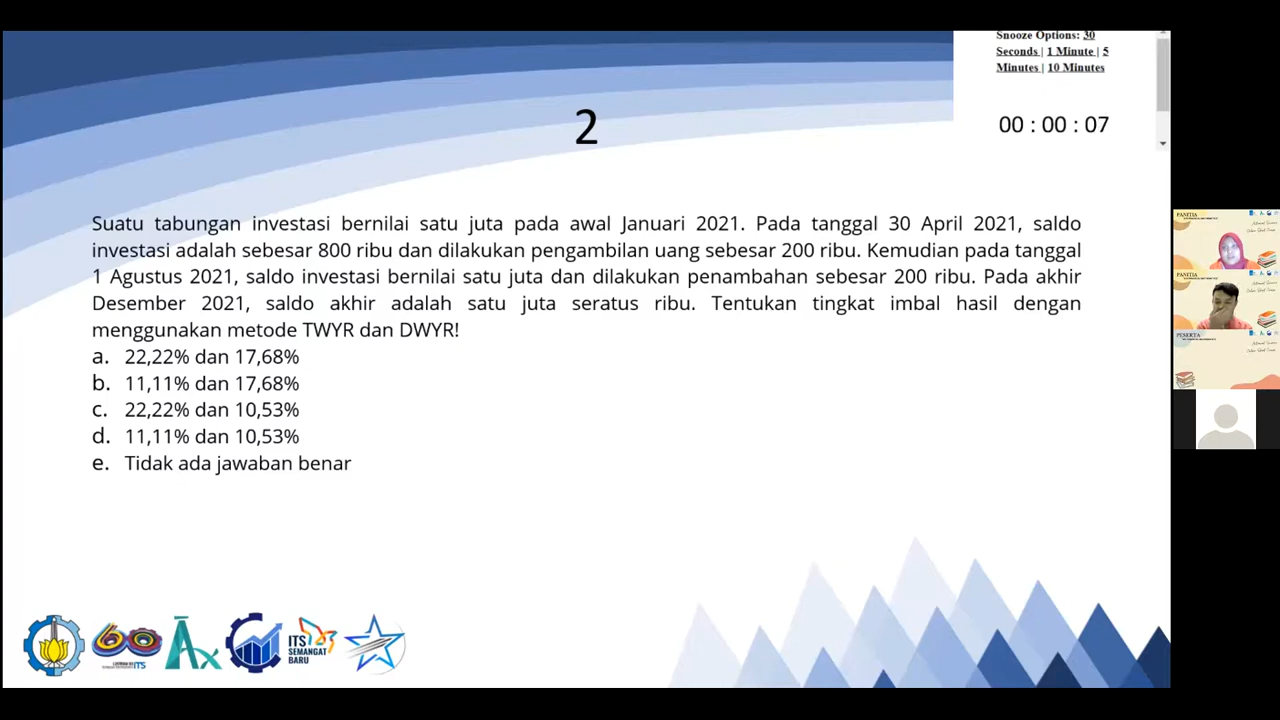 Snooze Options: 30
Seconds | 1 Minute | 5
Minutes | 10 Minutes
00 : 00 : 07
2
Suatu tabungan investasi bernilai satu juta pada awal Januari 2021. Pada tanggal 30 April 2021, saldo
investasi adalah sebesar 800 ribu dan dilakukan pengambilan uang sebesar 200 ribu. Kemudian pada tanggal
1 Agustus 2021, saldo investasi bernilai satu juta dan dilakukan penambahan sebesar 200 ribu. Pada akhir
Desember 2021, saldo akhir adalah satu juta seratus ribu. Tentukan tingkat imbal hasil dengan
menggunakan metode TWYR dan DWYR!
a. 22,22% dan 17,68%
b. 11,11% dan 17,68%
c. 22,22% dan 10,53%
d. 11,11% dan 10,53%
e. Tidak ada jawaban benar
PANITIA
PANITIA
PESERTA
ITS
SEMANGAT
BARU